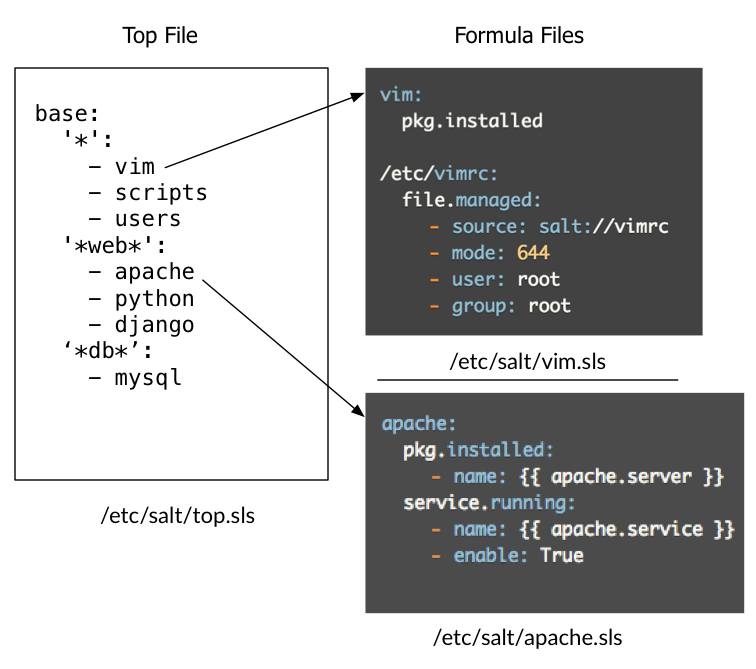 Top File
base:
  '*':
    - vim
    - scripts
    - users
  '*web*':
    - apache
    - python
    - django
  ‘*db*’:
    - mysql
/etc/salt/top.sls
Formula Files
vim:
  pkg.installed

/etc/vimrc:
  file.managed:
    - source: salt://vimrc
    - mode: 644
    - user: root
    - group: root
/etc/salt/vim.sls
apache:
  pkg.installed:
    - name: {{ apache.server }}
  service.running:
    - name: {{ apache.service }}
    - enable: True
/etc/salt/apache.sls